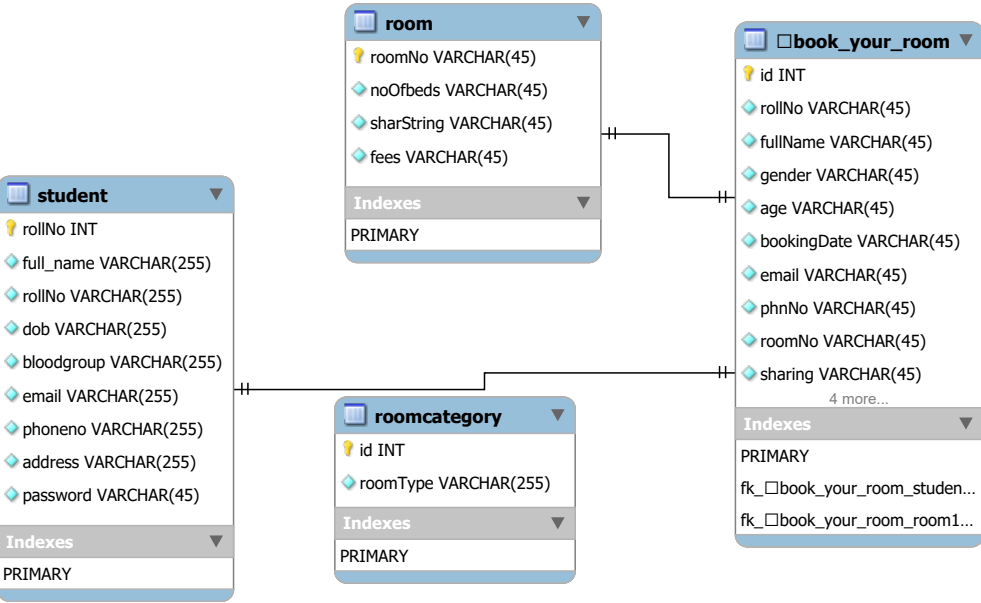 room
roomNo VARCHAR(45)
noOfbeds VARCHAR(45)
sharString VARCHAR(45)
fees VARCHAR(45)
Indexes
PRIMARY
□book_your_room
id INT
rollNo VARCHAR(45)
fullName VARCHAR(45)
gender VARCHAR(45)
age VARCHAR(45)
bookingDate VARCHAR(45)
email VARCHAR(45)
phnNo VARCHAR(45)
roomNo VARCHAR(45)
sharing VARCHAR(45)
4 more...
Indexes
PRIMARY
fk_□book_your_room_studen...
fk_□book_your_room_room1...
student
rollNo INT
full_name VARCHAR(255)
rollNo VARCHAR(255)
dob VARCHAR(255)
bloodgroup VARCHAR(255)
email VARCHAR(255)
phoneno VARCHAR(255)
address VARCHAR(255)
password VARCHAR(45)
Indexes
PRIMARY
roomcategory
id INT
roomType VARCHAR(255)
Indexes
PRIMARY